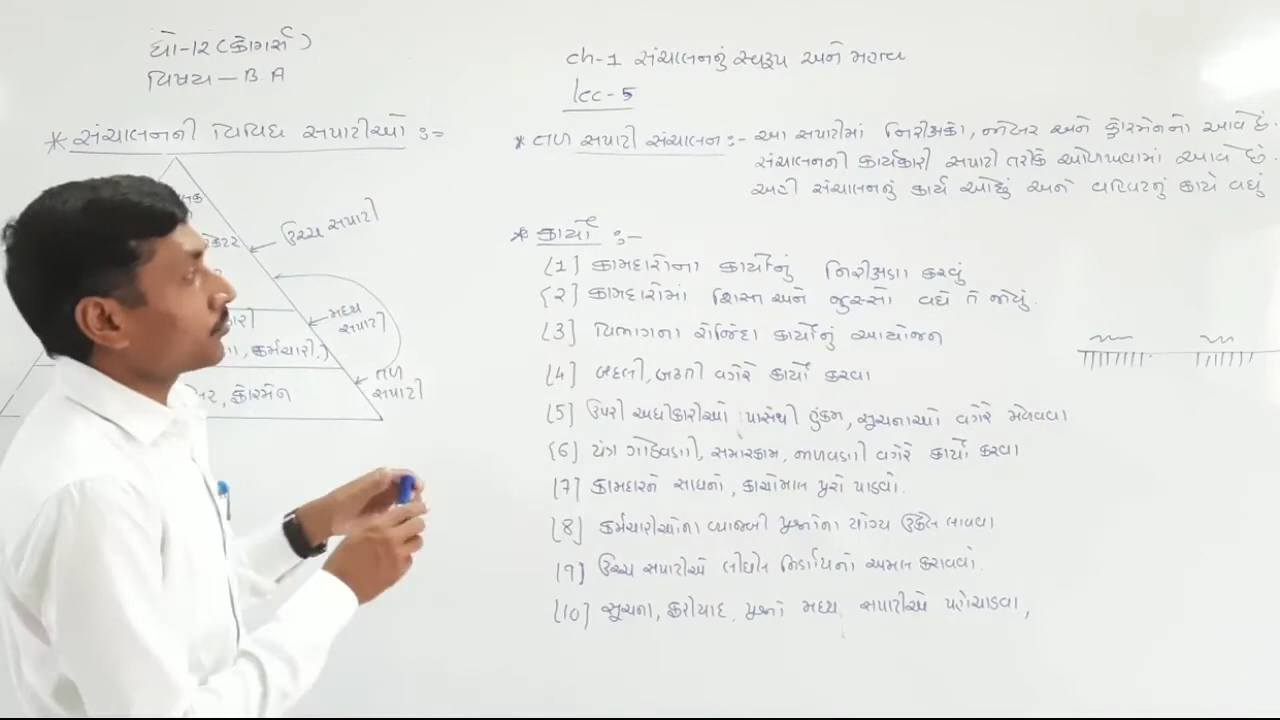 ધો-12 (કોમર્સ)
વિષય – B.A
* સંચાલનની વિવિધ સપાટીઓ :=
ઉચ્ચ સપાટી
મધ્ય સપાટી
કર્મચારી)
તળ સપાટી
ફોરમેન
ch-1 સંચાલનનું સ્વરૂપ અને મહત્વ
lec-5
* તળ સપાટી સંચાલન :- આ સપાટીમાં નિરીક્ષકો, જોબર અને ફોરમેનનો આવે છે.
સંચાલનની કાર્યકારી સપાટી તરીકે ઓળખવામાં આવે છે.
અહી સંચાલનનું કાર્ય ઓછું અને વહિવટનું કાર્ય વધું
* કાર્યો :-
(1) કામદારોના કાર્યોનું નિરીક્ષણ કરવું
(2) કામદારોમાં શિસ્ત અને જુસ્સો વધે તે જોવું.
(3) વિભાગના રોજિંદા કાર્યોનું આયોજન
(4) બદલી, બઢતી વગેરે કાર્યો કરવા
(5) ઉપરી અધીકારીઓ પાસેથી હુકમ, સૂચનાઓ વગેરે મેળવવા.
(6) યંત્ર ગોઠવણી, સમારકામ, જાળવણી વગેરે કાર્યો કરવા
(7) કામદારને સાધનો, કાચોમાલ પુરો પાડવો.
(8) કર્મચારીઓના વ્યાજબી પ્રશ્નોના યોગ્ય ઉકેલ લાવવા
(9) ઉચ્ચ સપાટીએ લીધેલ નિર્ણાયનો અમલ કરાવવો.
(10) સૂચના, ફરીયાદ, પ્રશ્નો મધ્ય સપાટીએ પહોચાડવા,